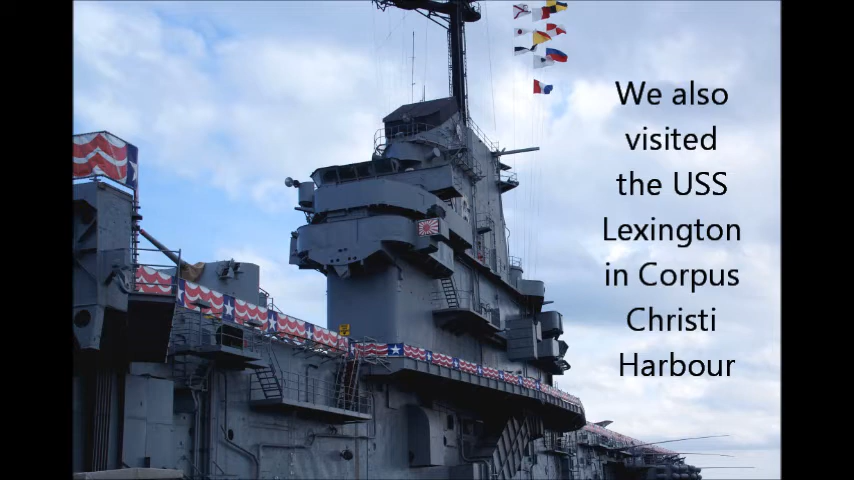 We also
visited
the USS
Lexington
in Corpus
Christi
Harbour